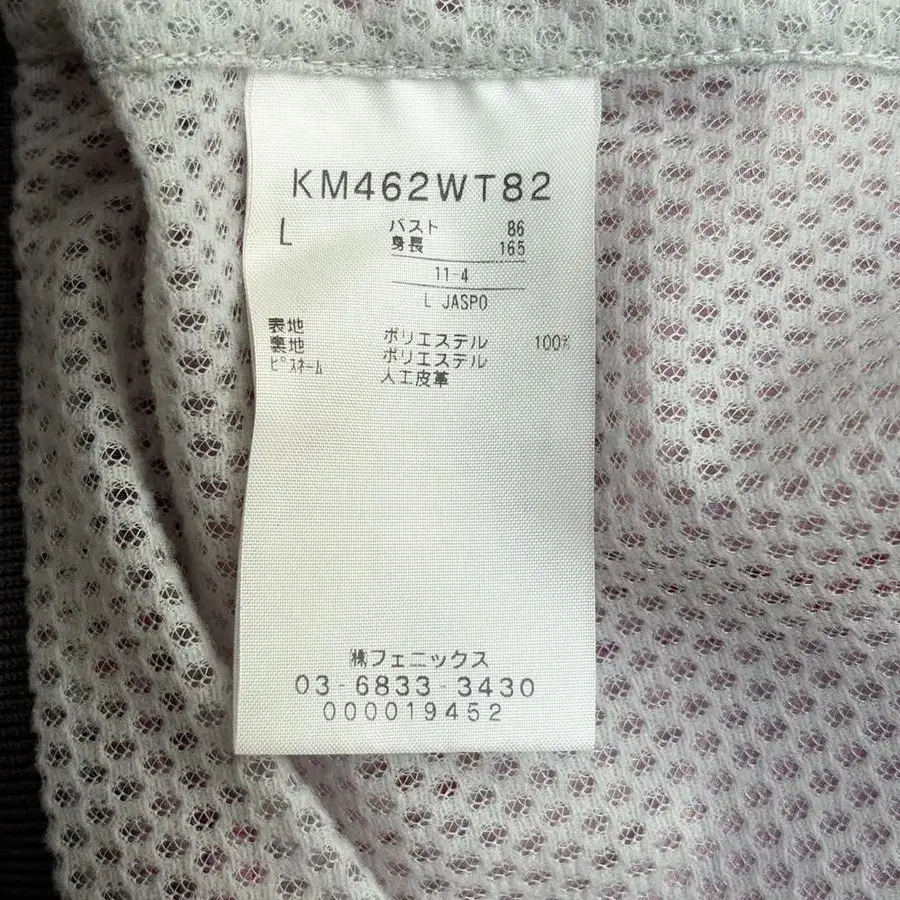 KM462WT82
L バスト 86
身長 165
11-4
L JASPO
表地 ポリエステル 100%
裏地 ポリエステル
ピスネーム 人工皮革
㈱フェニックス
03-6833-3430
000019452